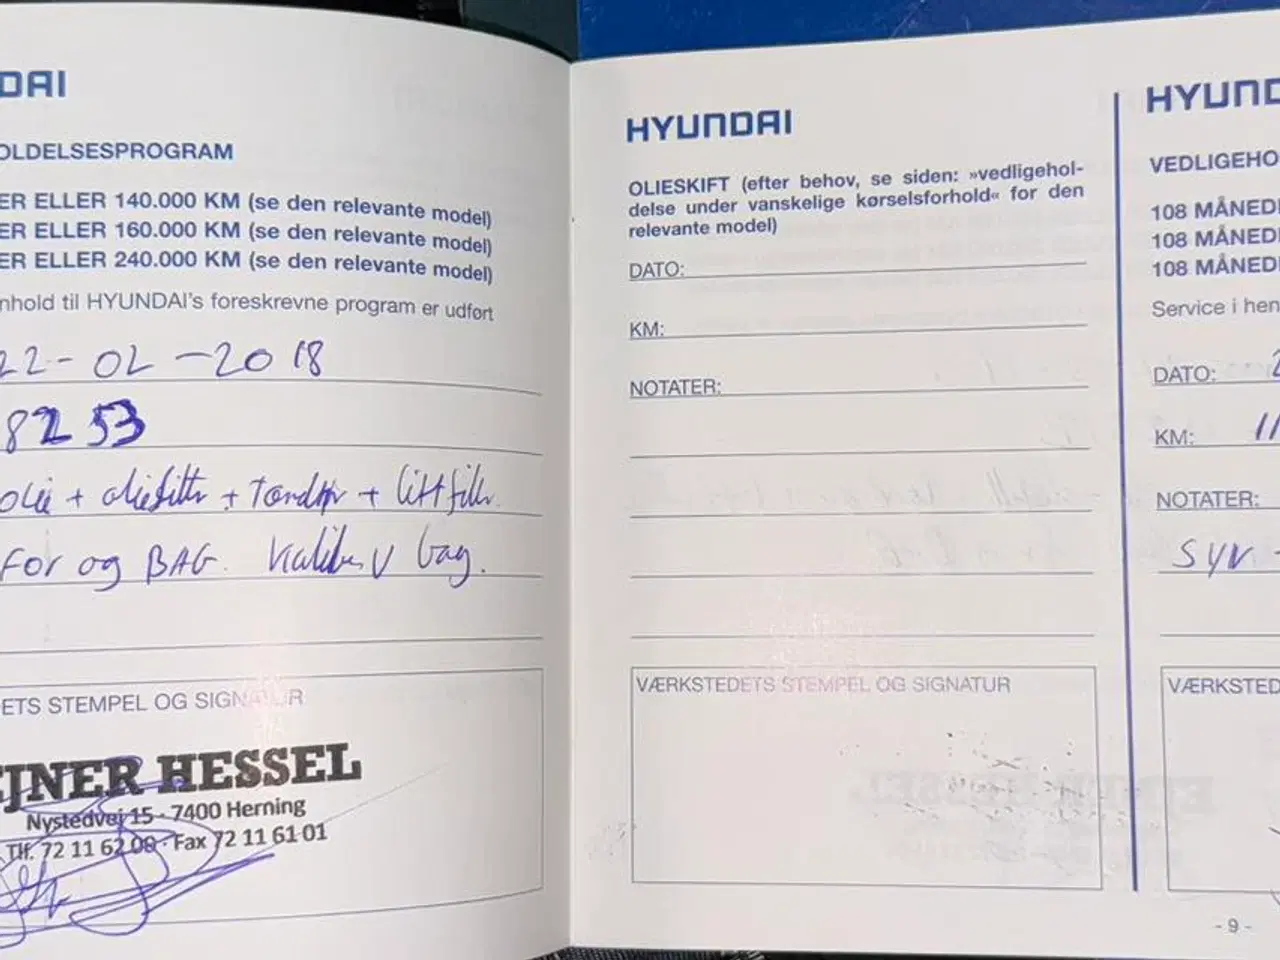 DAI
OLDELSESPROGRAM
ER ELLER 140.000 KM (se den relevante model)
ER ELLER 160.000 KM (se den relevante model)
ER ELLER 240.000 KM (se den relevante model)
nhold til HYUNDAI's foreskrevne program er udført
22-02-2018
8253
olie + oliefilter + Tændrør + luftfilter.
For og BAG. bag.
ETS STEMPEL OG SIGNATUR
EJNER HESSEL
Nystedvej 15 - 7400 Herning
Tlf. 72 11 62 00 · Fax 72 11 61 01
HYUNDAI
OLIESKIFT (efter behov, se siden: »vedligehol-
delse under vanskelige kørselsforhold« for den
relevante model)
DATO:
KM:
NOTATER:
VÆRKSTEDETS STEMPEL OG SIGNATUR
HYUND
VEDLIGEHO
108 MÅNEDE
108 MÅNEDE
108 MÅNEDE
Service i hen
DATO: 2
KM: 11
NOTATER:
SYN
VÆRKSTED
- 9 -